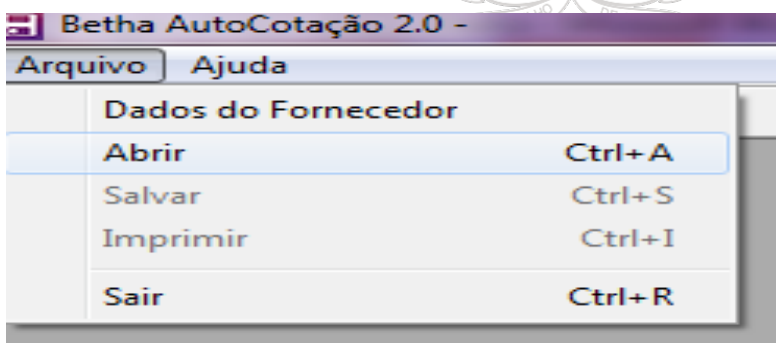 Betha AutoCotação 2.0 -
Arquivo Ajuda
Dados do Fornecedor
Abrir Ctrl+A
Salvar Ctrl+S
Imprimir Ctrl+I
Sair Ctrl+R